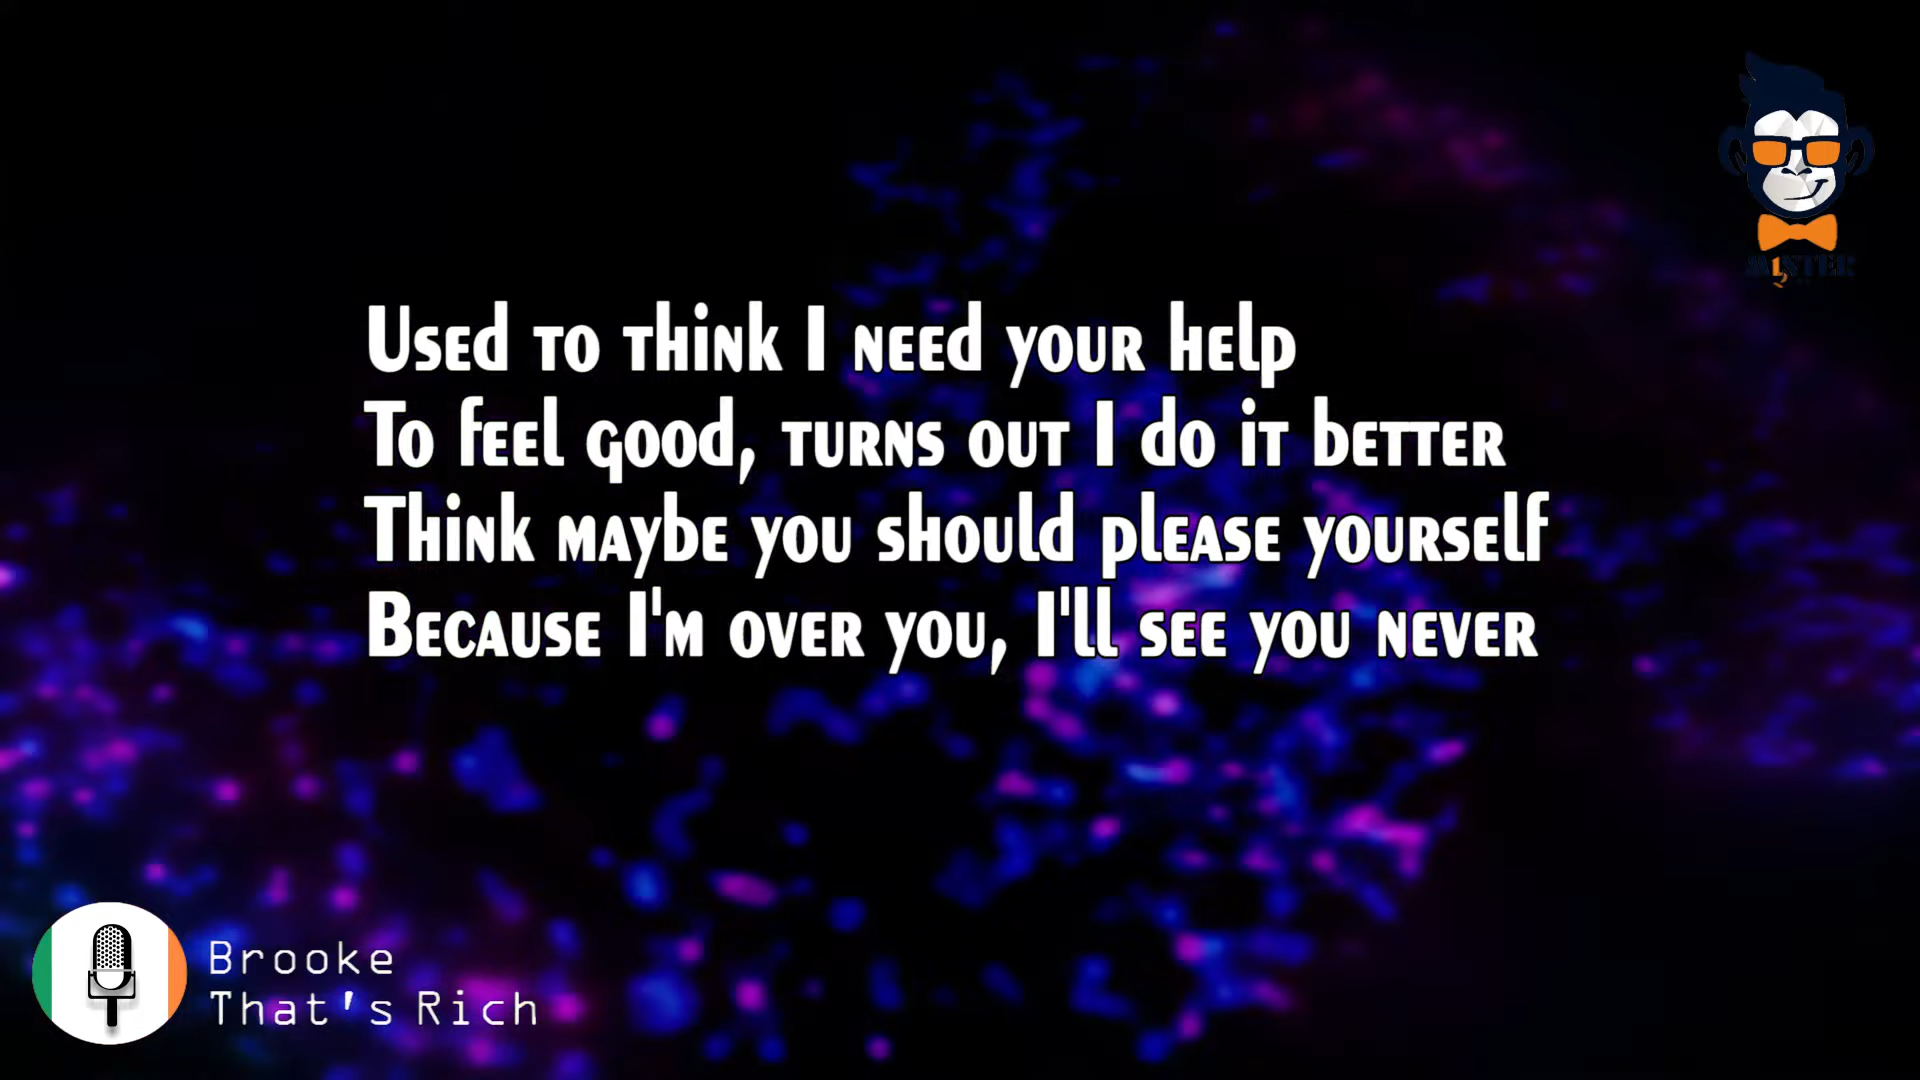 Used to think I need your help
To feel good, turns out I do it better
Think maybe you should please yourself
Because I'm over you, I'll see you never
Brooke
That's Rich